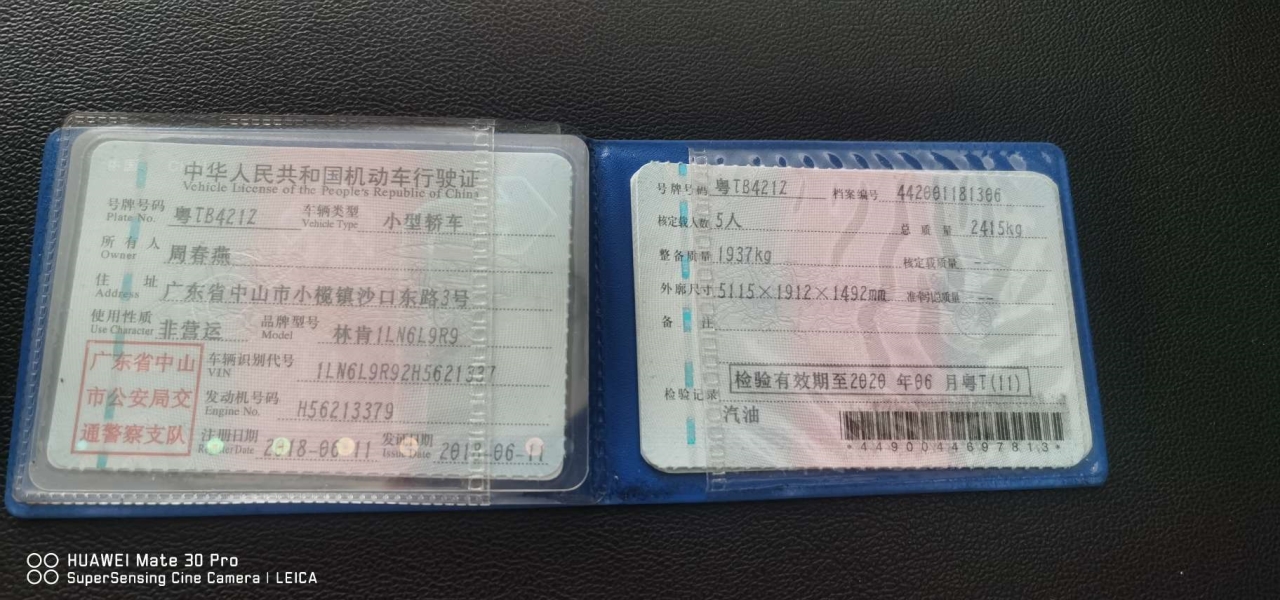 中华人民共和国机动车行驶证
Vehicle License of the People's Republic of China
号牌号码 粤TB421Z 车辆类型 小型轿车
Plate No. Vehicle Type
所有人 周春燕
Owner
住址 广东省中山市小榄镇沙口东路3号
Address
使用性质 非营运 品牌型号 林肯1LN6L9R9
Use Character Model
广东省中山
市公安局交
通警察支队
车辆识别代号
VIN
发动机号码 H56213379
Engine No.
注册日期 2018-06-11 发证日期 2018-06-11
Register Date Issue Date
号牌号码 粤TB421Z 档案编号 442001181306
核定载人数 5人 总质量 2415kg
整备质量 1937kg 核定载质量 --
外廓尺寸 5115×1912×1492mm 准牵引总质量 --
备注
检验有效期至2020年06月粤T(11)
检验记录
汽油
*4490044697813*
HUAWEI Mate 30 Pro
SuperSensing Cine Camera | LEICA